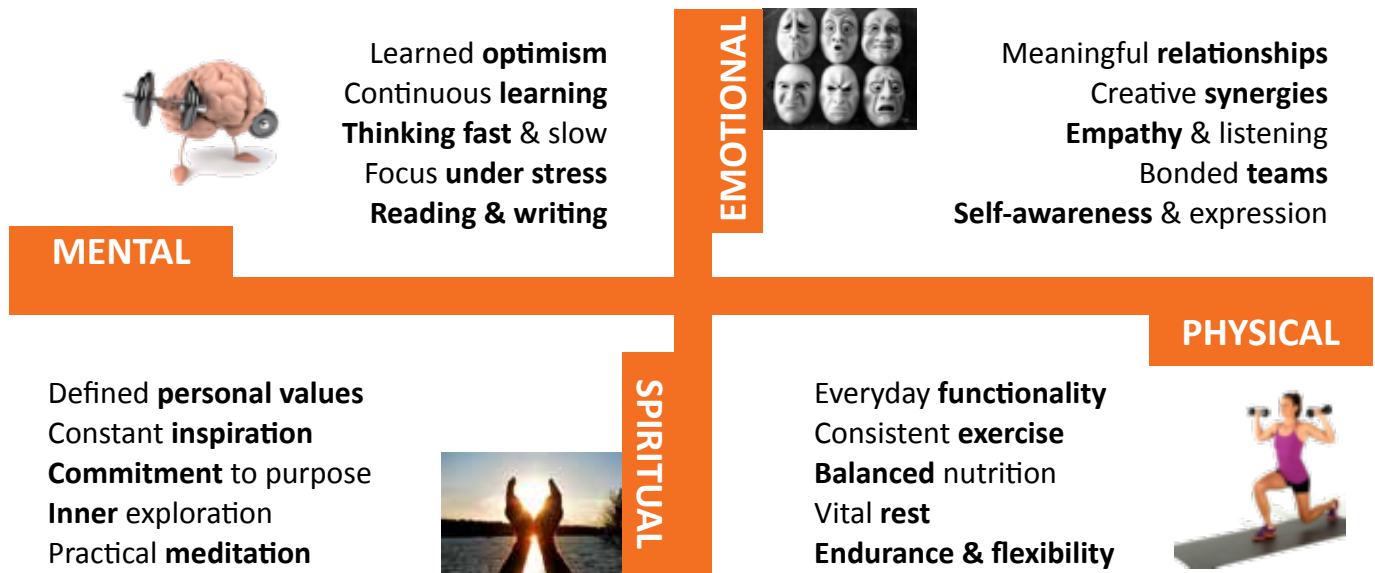 Learned optimism
Continuous learning
Thinking fast & slow
Focus under stress
Reading & writing
MENTAL
EMOTIONAL
Meaningful relationships
Creative synergies
Empathy & listening
Bonded teams
Self-awareness & expression
Defined personal values
Constant inspiration
Commitment to purpose
Inner exploration
Practical meditation
SPIRITUAL
PHYSICAL
Everyday functionality
Consistent exercise
Balanced nutrition
Vital rest
Endurance & flexibility